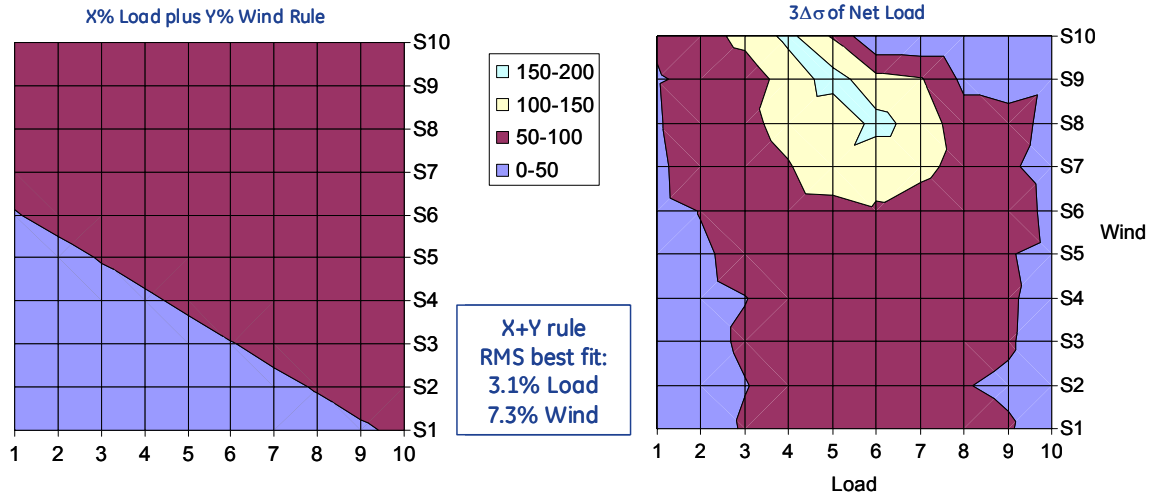 X% Load plus Y% Wind Rule
S10
S9
S8
S7
S6
S5
S4
S3
S2
S1
1 2 3 4 5 6 7 8 9 10
150-200
100-150
50-100
0-50
X+Y rule
RMS best fit:
3.1% Load
7.3% Wind
3Δσ of Net Load
S10
S9
S8
S7
S6
S5
S4
S3
S2
S1
Wind
1 2 3 4 5 6 7 8 9 10
Load